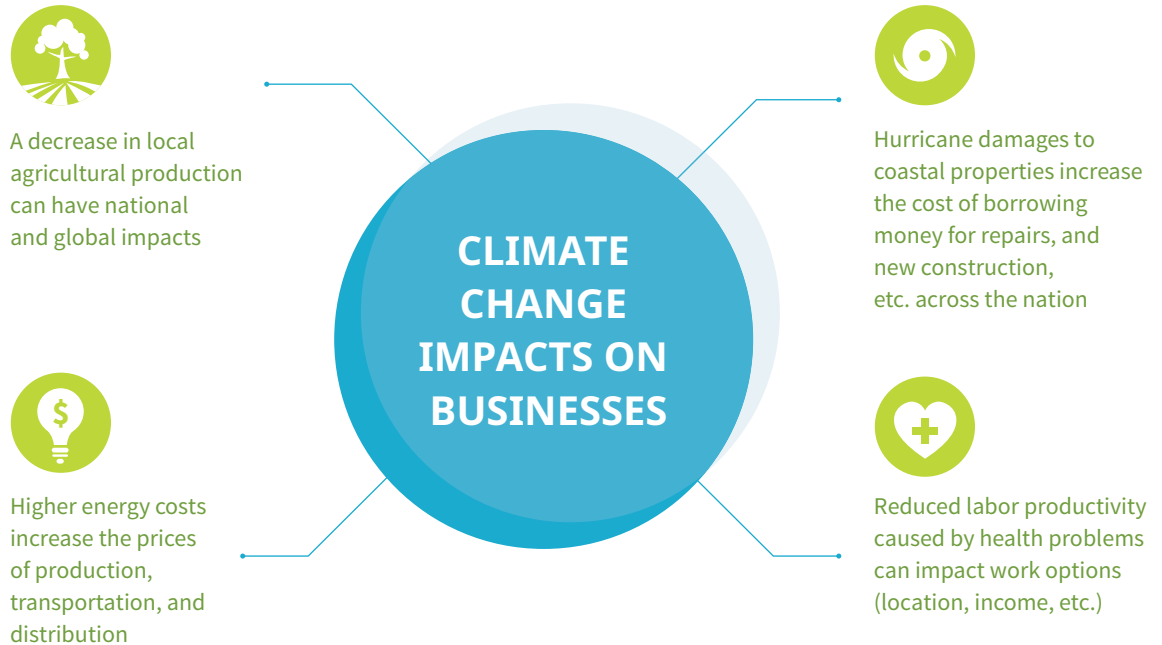 A decrease in local
agricultural production
can have national
and global impacts
Hurricane damages to
coastal properties increase
the cost of borrowing
money for repairs, and
new construction,
etc. across the nation
CLIMATE
CHANGE
IMPACTS ON
BUSINESSES
$
Higher energy costs
increase the prices
of production,
transportation, and
distribution
Reduced labor productivity
caused by health problems
can impact work options
(location, income, etc.)